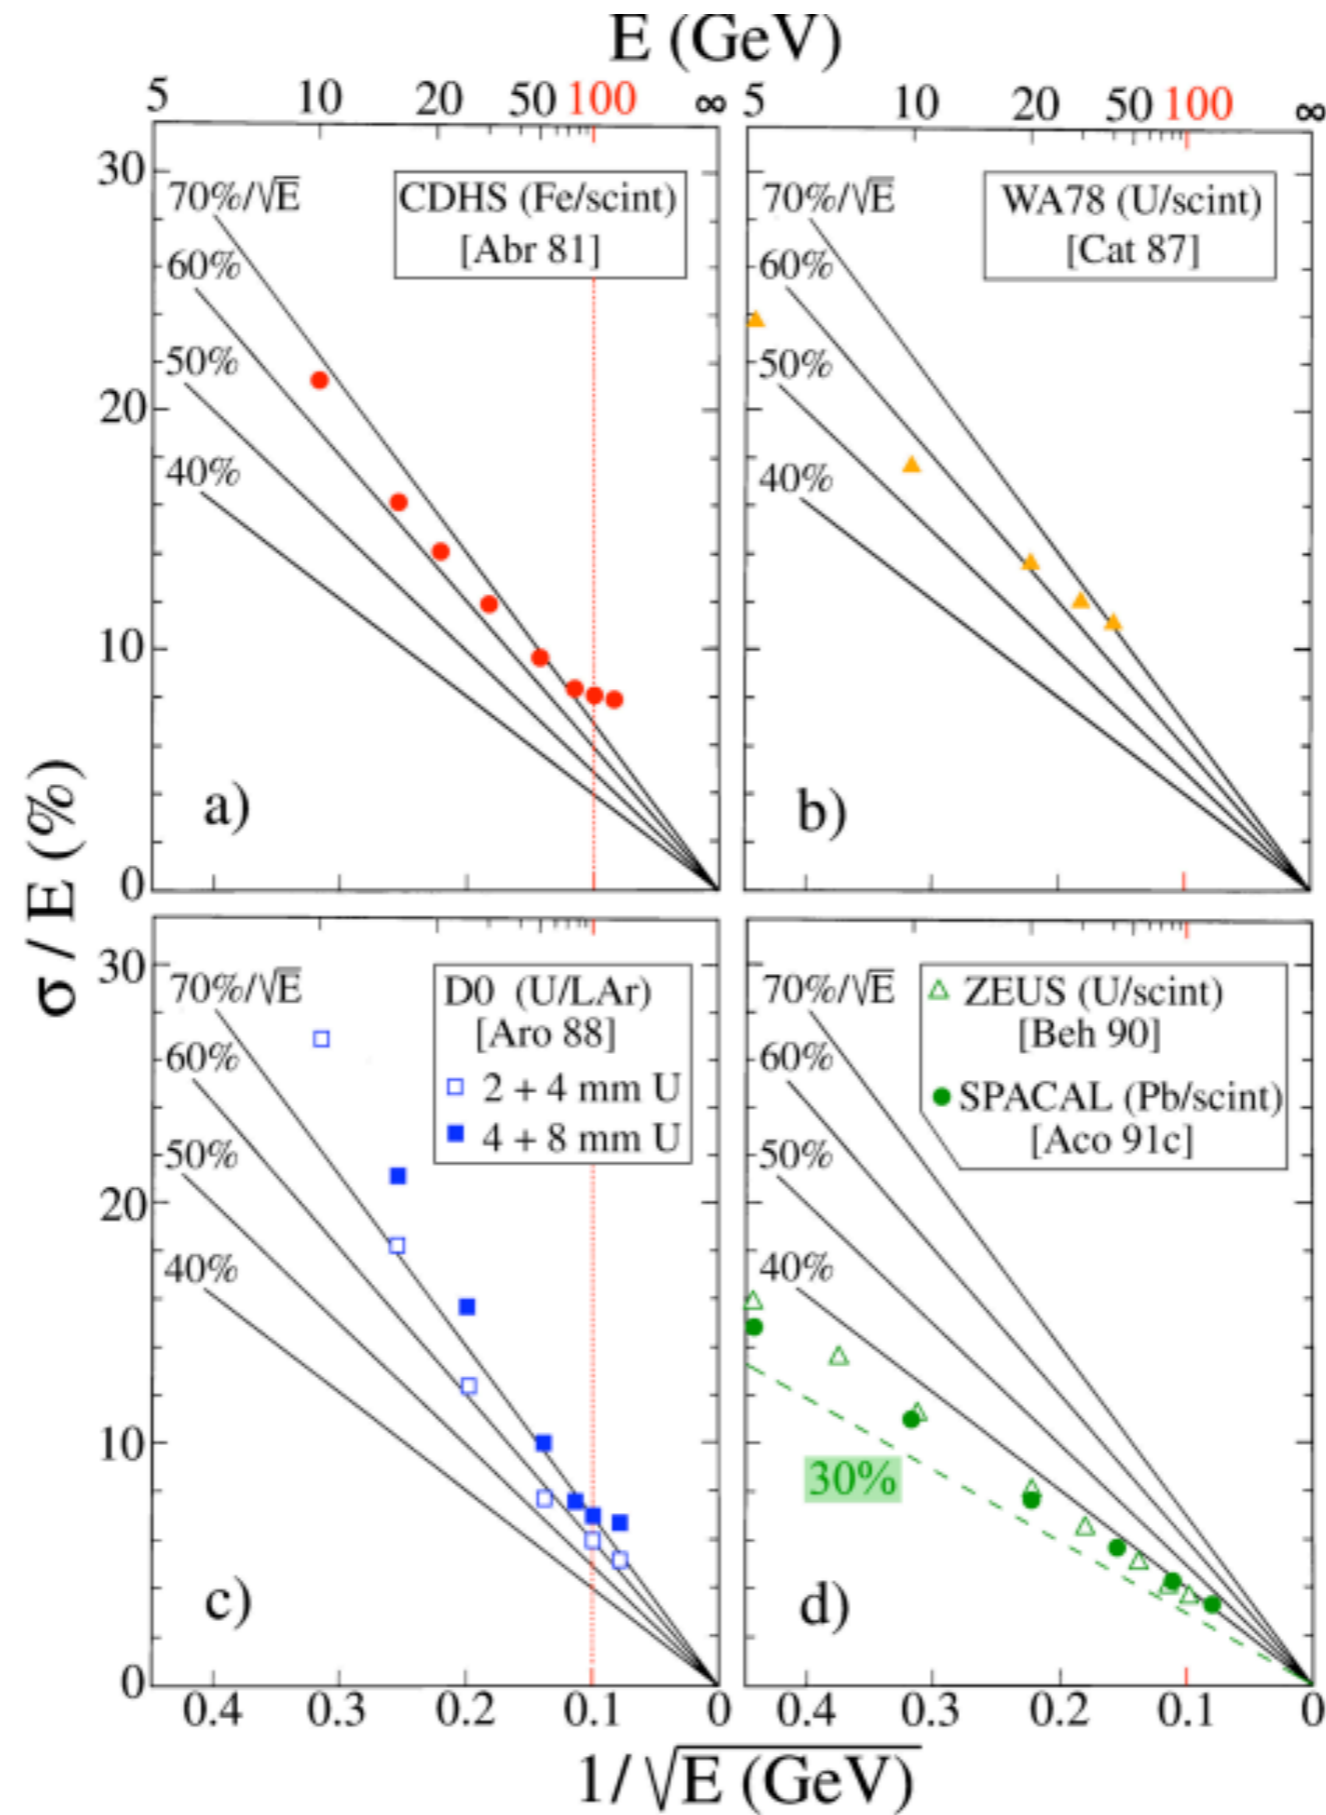 E (GeV)
5 10 20 50 100 ∞
5 10 20 50 100 ∞
σ / E (%)
30
20
10
0
70%/√E
60%
50%
40%
CDHS (Fe/scint)
[Abr 81]
a)
70%/√E
60%
50%
40%
WA78 (U/scint)
[Cat 87]
b)
30
20
10
0
70%/√E
60%
50%
40%
D0 (U/LAr)
[Aro 88]
2 + 4 mm U
4 + 8 mm U
c)
70%/√E
60%
50%
40%
30%
ZEUS (U/scint)
[Beh 90]
SPACAL (Pb/scint)
[Aco 91c]
d)
0.4 0.3 0.2 0.1 0
0.4 0.3 0.2 0.1 0
1/√E (GeV)